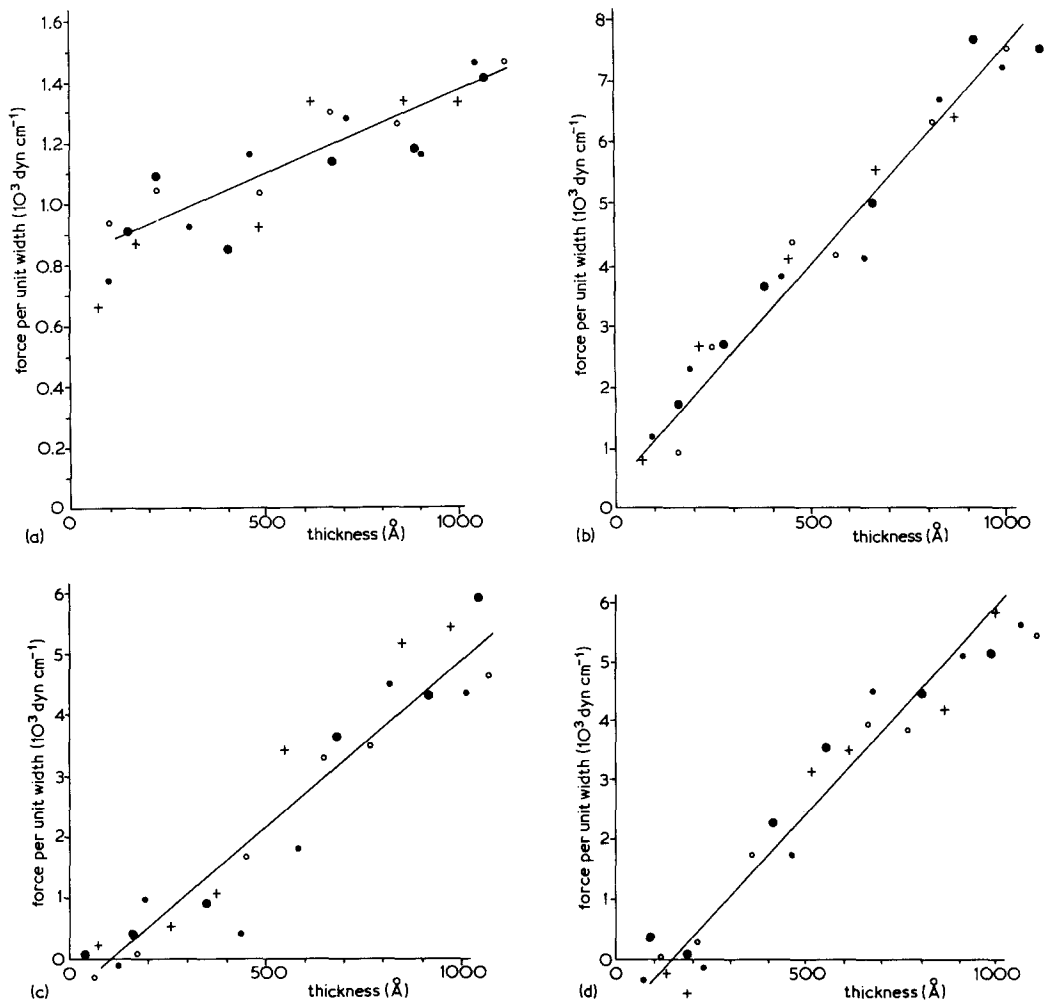 1.6
1.4
1.2
1.0
0.8
0.6
0.4
0.2
0
force per unit width (10³ dyn cm⁻¹)
0 500 1000
thickness (Å)
(a)
8
7
6
5
4
3
2
1
0
force per unit width (10³ dyn cm⁻¹)
0 500 1000
thickness (Å)
(b)
6
5
4
3
2
1
0
force per unit width (10³ dyn cm⁻¹)
0 500 1000
thickness (Å)
(c)
6
5
4
3
2
1
0
force per unit width (10³ dyn cm⁻¹)
0 5000 1000
thickness (Å)
(d)